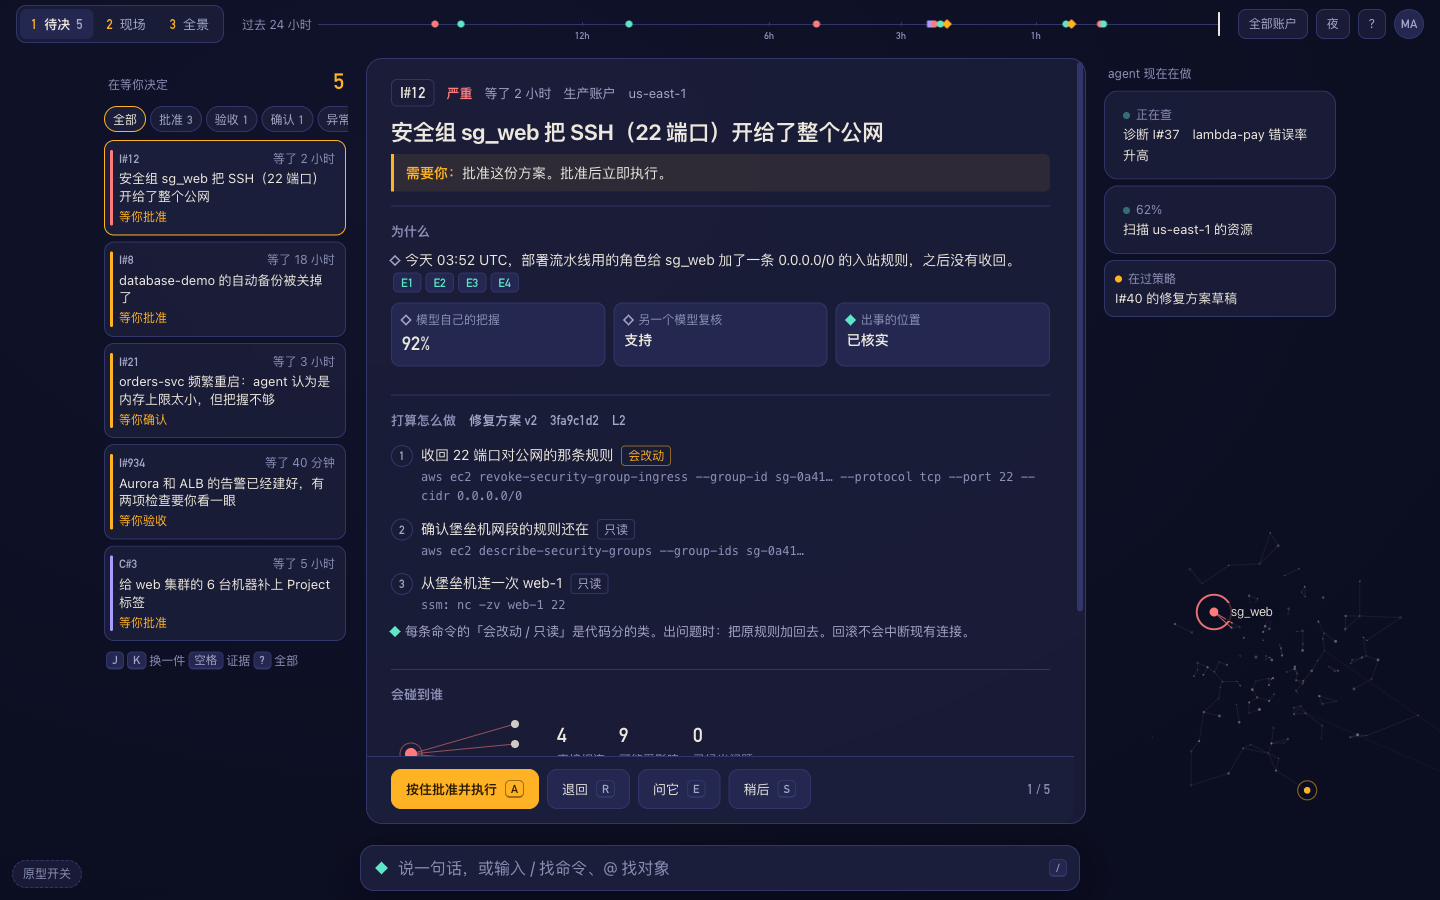 1 待决 5 2 现场 3 全景
过去 24 小时
12h 6h 3h 1h
全部账户 夜 ? MA
在等你决定 5
全部 批准 3 验收 1 确认 1 异常
I#12 等了 2 小时
安全组 sg_web 把 SSH（22 端口）
开给了整个公网
等你批准
I#8 等了 18 小时
database-demo 的自动备份被关掉
了
等你批准
I#21 等了 3 小时
orders-svc 频繁重启：agent 认为是
内存上限太小，但把握不够
等你确认
I#934 等了 40 分钟
Aurora 和 ALB 的告警已经建好，有
两项检查要你看一眼
等你验收
C#3 等了 5 小时
给 web 集群的 6 台机器补上 Project
标签
等你批准
J K 换一件 空格 证据 ? 全部
I#12 严重 等了 2 小时 生产账户 us-east-1
安全组 sg_web 把 SSH（22 端口）开给了整个公网
需要你：批准这份方案。批准后立即执行。
为什么
今天 03:52 UTC，部署流水线用的角色给 sg_web 加了一条 0.0.0.0/0 的入站规则，之后没有收回。
E1 E2 E3 E4
模型自己的把握
92%
另一个模型复核
支持
出事的位置
已核实
打算怎么做 修复方案 v2 3fa9c1d2 L2
1 收回 22 端口对公网的那条规则 会改动
aws ec2 revoke-security-group-ingress --group-id sg-0a41… --protocol tcp --port 22 --
cidr 0.0.0.0/0
2 确认堡垒机网段的规则还在 只读
aws ec2 describe-security-groups --group-ids sg-0a41…
3 从堡垒机连一次 web-1 只读
ssm: nc -zv web-1 22
每条命令的「会改动 / 只读」是代码分的类。出问题时：把原规则加回去。回滚不会中断现有连接。
会碰到谁
4 9 0
按住批准并执行 A 退回 R 问它 E 稍后 S 1 / 5
agent 现在在做
正在查
诊断 I#37 lambda-pay 错误率
升高
62%
扫描 us-east-1 的资源
在过策略
I#40 的修复方案草稿
sg_web
原型开关
说一句话，或输入 / 找命令、@ 找对象 /